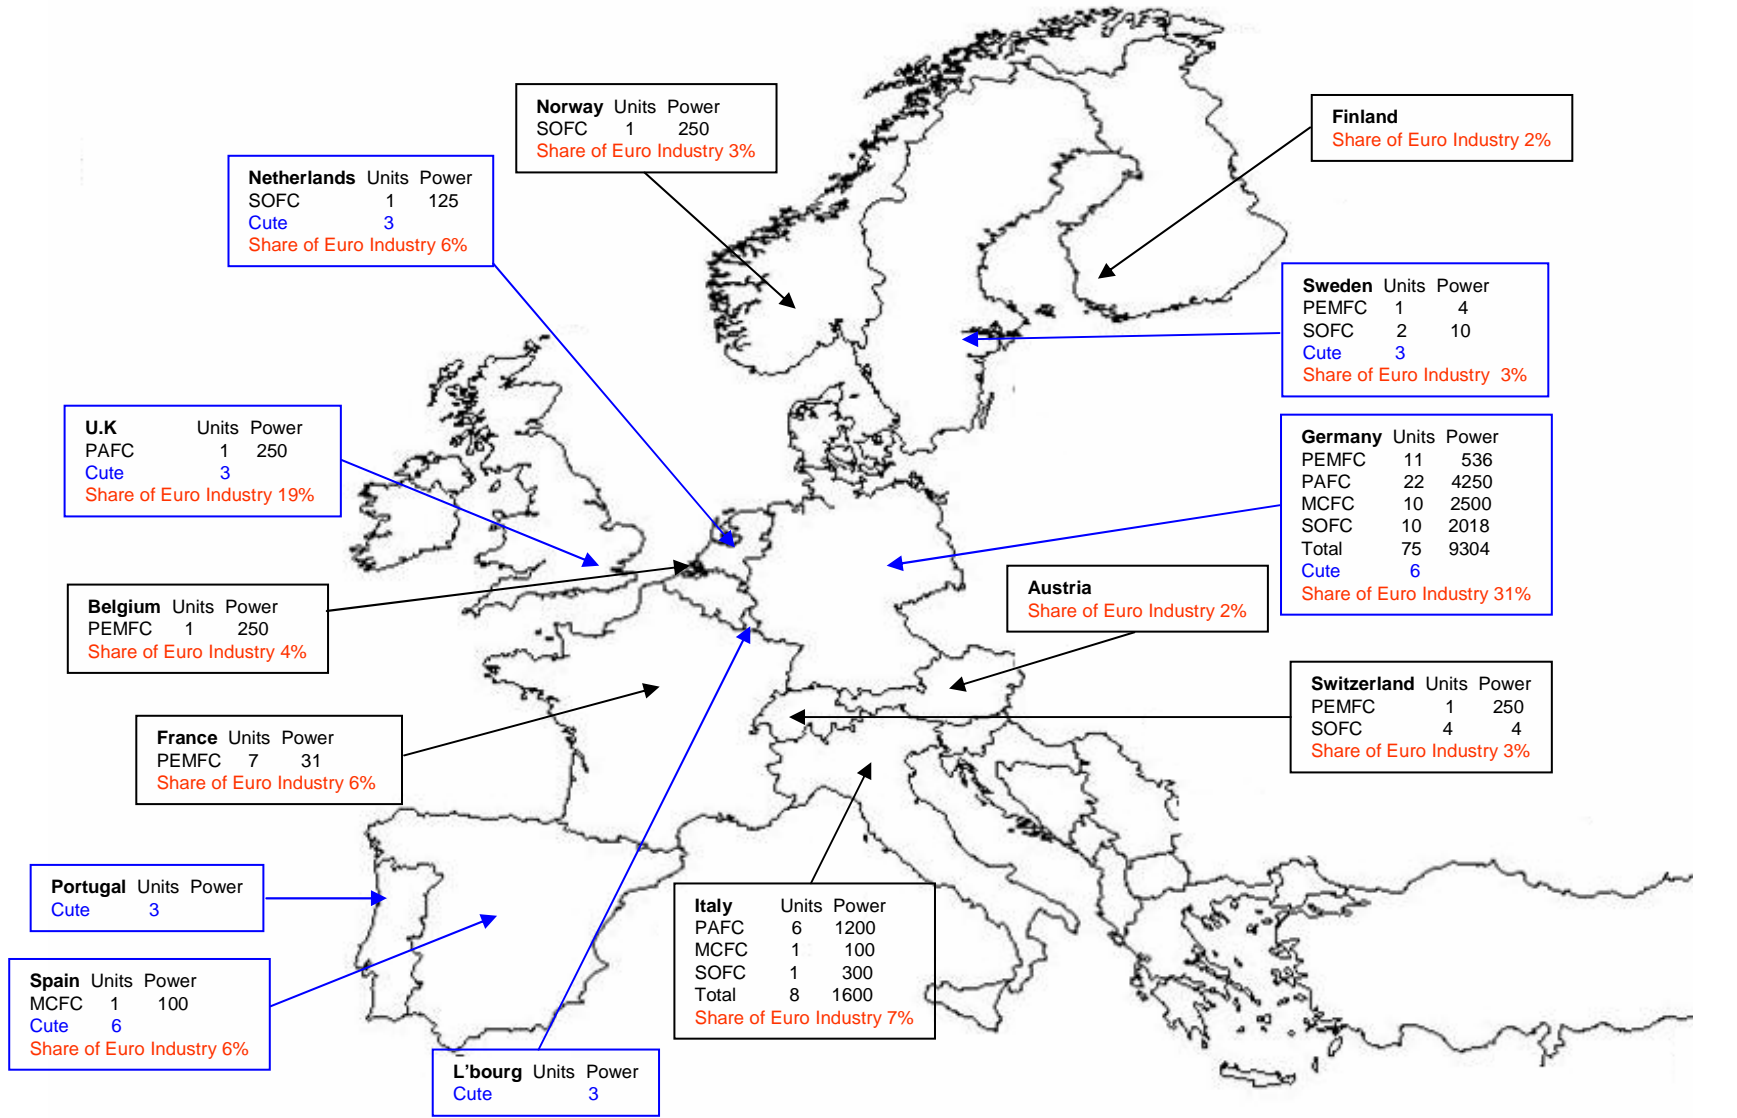 Norway Units Power
SOFC 1 250
Share of Euro Industry 3%
Finland
Share of Euro Industry 2%
Netherlands Units Power
SOFC 1 125
Cute 3
Share of Euro Industry 6%
Sweden Units Power
PEMFC 1 4
SOFC 2 10
Cute 3
Share of Euro Industry 3%
U.K Units Power
PAFC 1 250
Cute 3
Share of Euro Industry 19%
Germany Units Power
PEMFC 11 536
PAFC 22 4250
MCFC 10 2500
SOFC 10 2018
Total 75 9304
Cute 6
Share of Euro Industry 31%
Belgium Units Power
PEMFC 1 250
Share of Euro Industry 4%
Austria
Share of Euro Industry 2%
Switzerland Units Power
PEMFC 1 250
SOFC 4 4
Share of Euro Industry 3%
France Units Power
PEMFC 7 31
Share of Euro Industry 6%
Portugal Units Power
Cute 3
Italy Units Power
PAFC 6 1200
MCFC 1 100
SOFC 1 300
Total 8 1600
Share of Euro Industry 7%
Spain Units Power
MCFC 1 100
Cute 6
Share of Euro Industry 6%
L'bourg Units Power
Cute 3